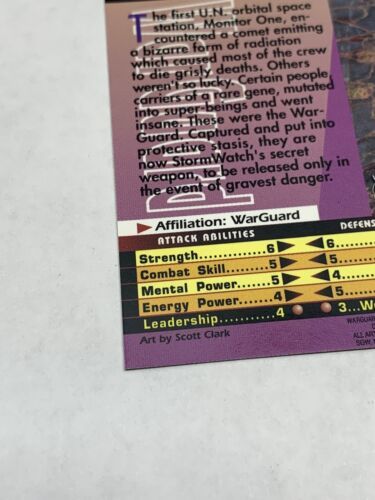 The first U.N. orbital space
station, Monitor One, en-
countered a comet emitting
a bizarre form of radiation
which caused most of the crew
to die grisly deaths. Others
weren't so lucky. Certain people,
carriers of a rare gene, mutated
into super-beings and went
insane. These were the War-
Guard. Captured and put into
protective stasis, they are
now StormWatch's secret
weapon, to be released only in
the event of gravest danger.
Affiliation: WarGuard
ATTACK ABILITIES DEFENS
Strength..............6 6
Combat Skill.......5 5
Mental Power.....5 4
Energy Power....4 5
Leadership..........4 3...W
Art by Scott Clark
WARGUAR
ALL AR